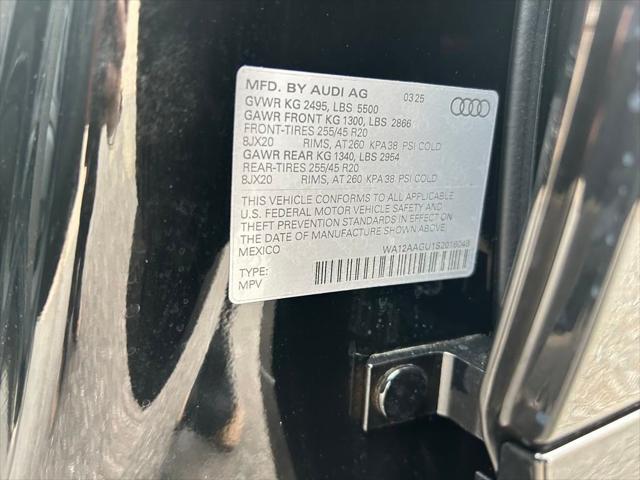 MFD. BY AUDI AG 03 25
GVWR KG 2495, LBS 5500
GAWR FRONT KG 1300, LBS 2866
FRONT-TIRES 255/45 R20
8JX20 RIMS, AT 260 KPA 38 PSI COLD
GAWR REAR KG 1340, LBS 2954
REAR-TIRES 255/45 R20
8JX20 RIMS, AT 260 KPA 38 PSI COLD
THIS VEHICLE CONFORMS TO ALL APPLICABLE
U.S. FEDERAL MOTOR VEHICLE SAFETY AND
THEFT PREVENTION STANDARDS IN EFFECT ON
THE DATE OF MANUFACTURE SHOWN ABOVE.
MEXICO WA12AAGU1S2018048
TYPE:
MPV